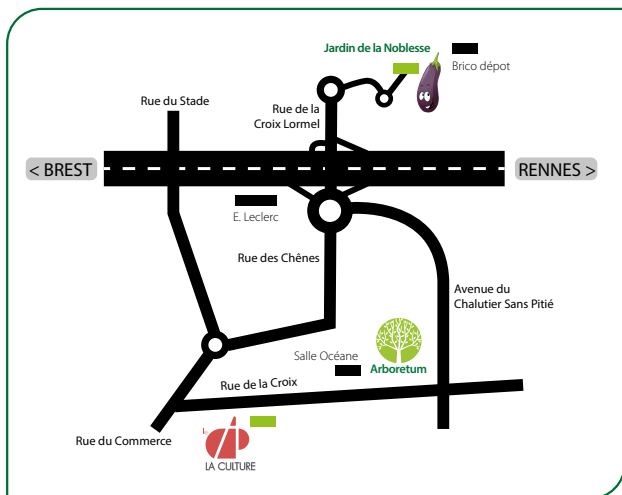 Jardin de la Noblesse
Brico dépot
Rue du Stade
Rue de la
Croix Lormel
< BREST
RENNES >
E. Leclerc
Rue des Chênes
Avenue du
Chalutier Sans Pitié
Salle Océane
Arboretum
Rue de la Croix
Rue du Commerce
LA CULTURE